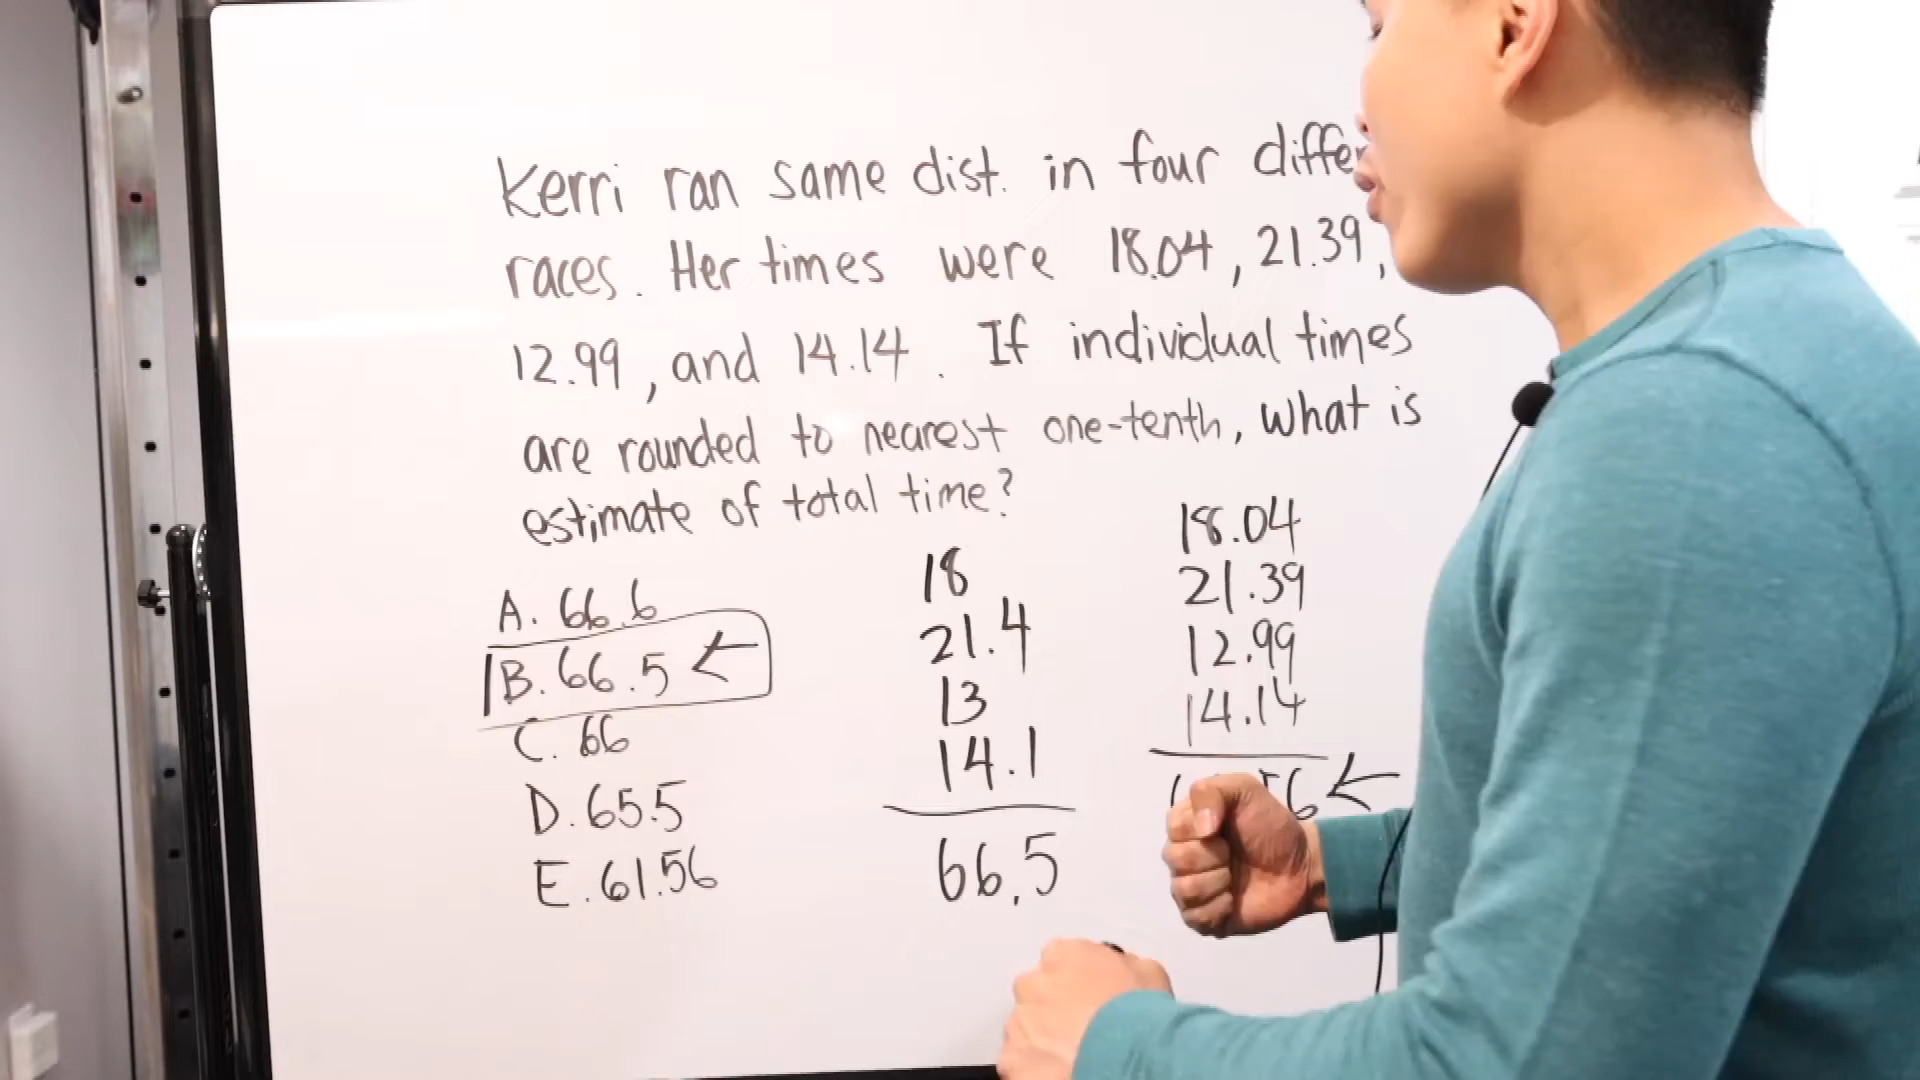 Kerri ran same dist. in four
races. Her times were 18.04, 21.39,
12.99, and 14.14. If individual times
are rounded to nearest one-tenth, what is
estimate of total time?
A. 66.6
B. 66.5 ←
C. 66
D. 65.5
E. 61.56
18
21.4
13
14.1
66.5
18.04
21.39
12.99
14.14
←